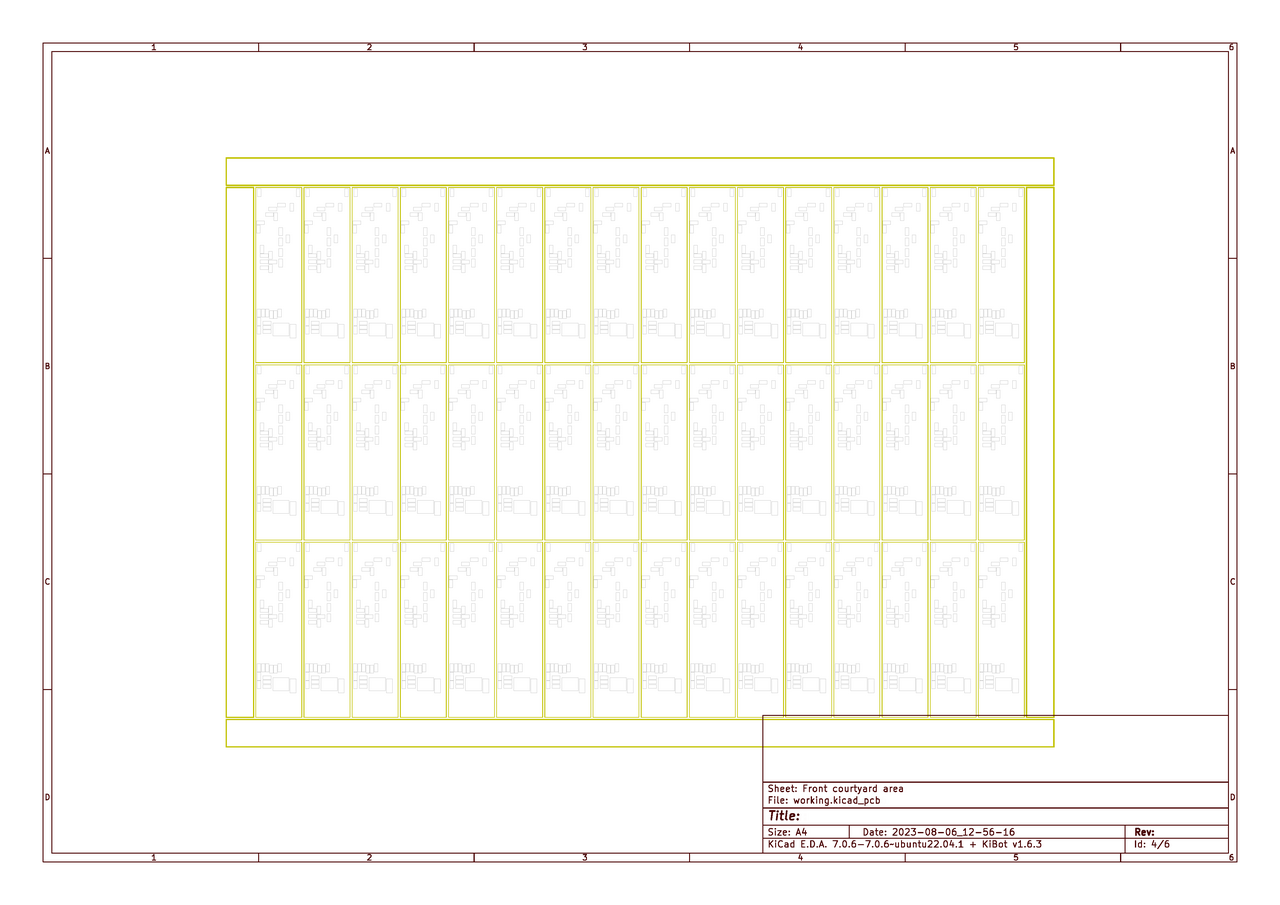 1 2 3 4 5 6
A A
B B
C C
Sheet: Front courtyard area
D D
File: working.kicad_pcb
Title:
Size: A4 Date: 2023-08-06_12-56-16 Rev:
KiCad E.D.A. 7.0.6-7.0.6~ubuntu22.04.1 + KiBot v1.6.3 Id: 4/6
1 2 3 4 5 6